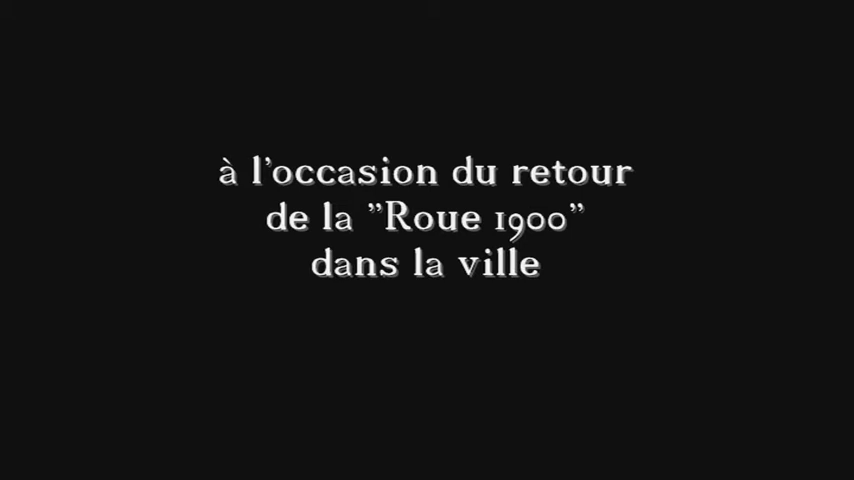 à l'occasion du retour
de la "Roue 1900"
dans la ville